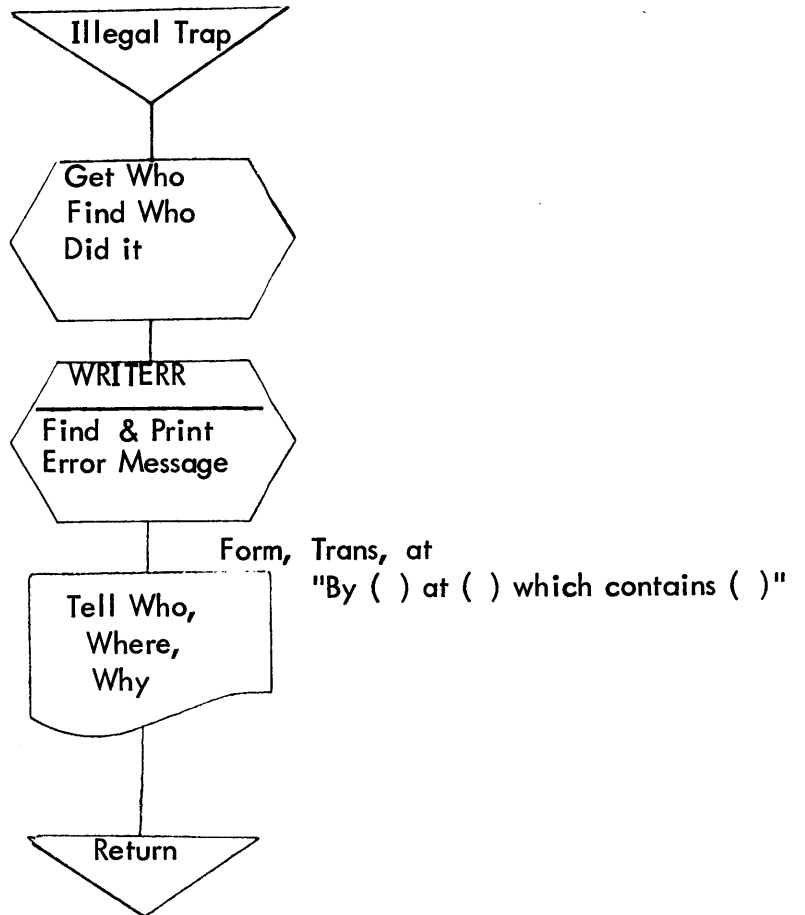 Illegal Trap
Get Who
Find Who
Did it
WRITERR
Find & Print
Error Message
Form, Trans, at
"By ( ) at ( ) which contains ( )"
Tell Who,
Where,
Why
Return